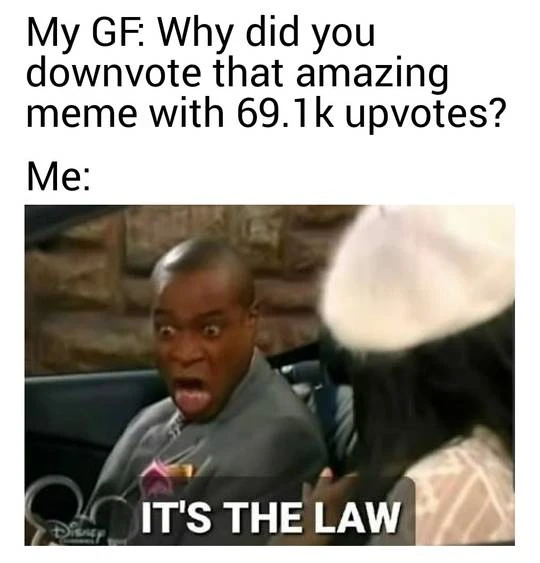 My GF: Why did you
downvote that amazing
meme with 69.1k upvotes?
Me:
IT'S THE LAW
Disney